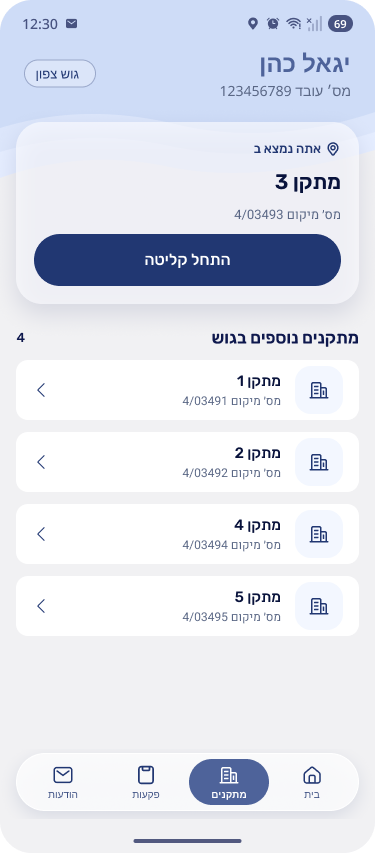 12:30
69
יגאל כהן
גוש צפון
מס׳ עובד 123456789
אתה נמצא ב
מתקן 3
מס׳ מיקום 4/03493
התחל קליטה
מתקנים נוספים בגוש
4
מתקן 1
מס׳ מיקום 4/03491
מתקן 2
מס׳ מיקום 4/03492
מתקן 4
מס׳ מיקום 4/03494
מתקן 5
מס׳ מיקום 4/03495
בית
מתקנים
פקעות
הודעות